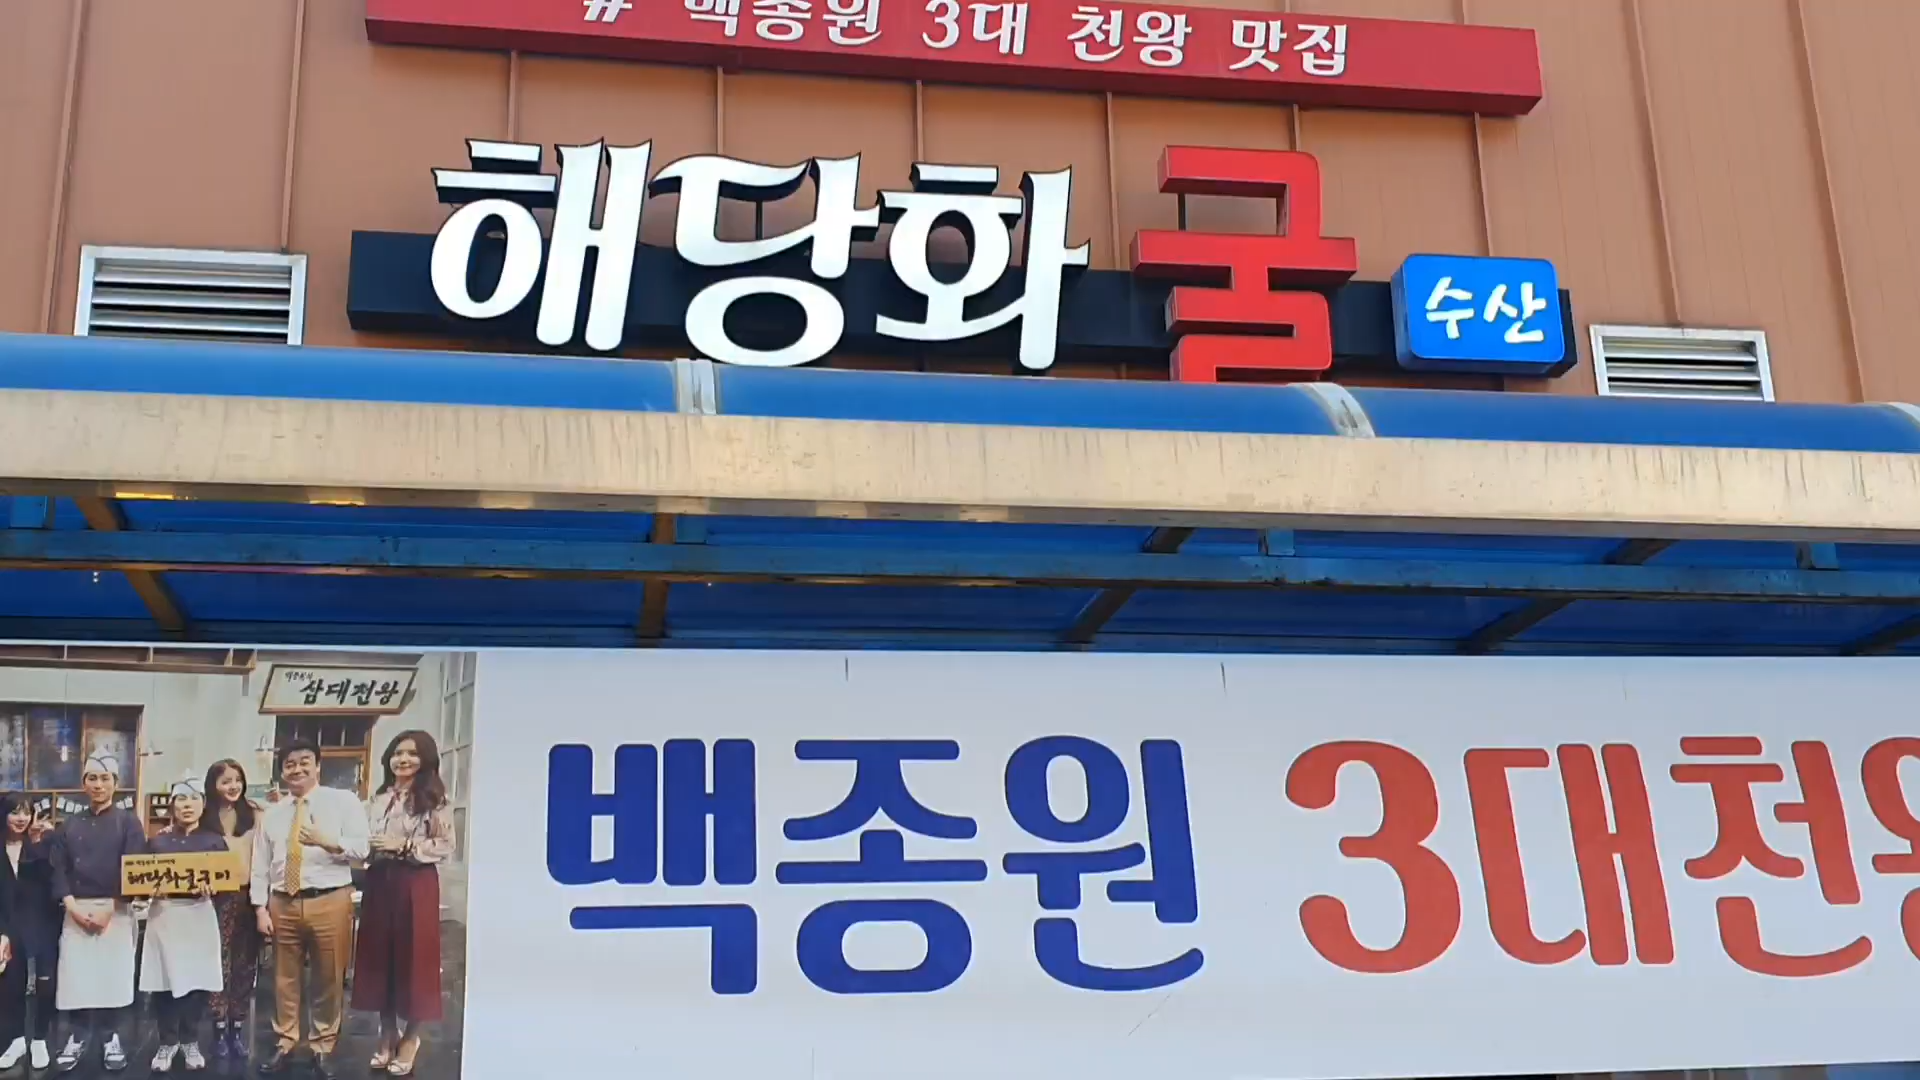 # 백종원 3대 천왕 맛집
해당화 굴 수산
삼대천왕
해당화굴구이
백종원 3대천왕